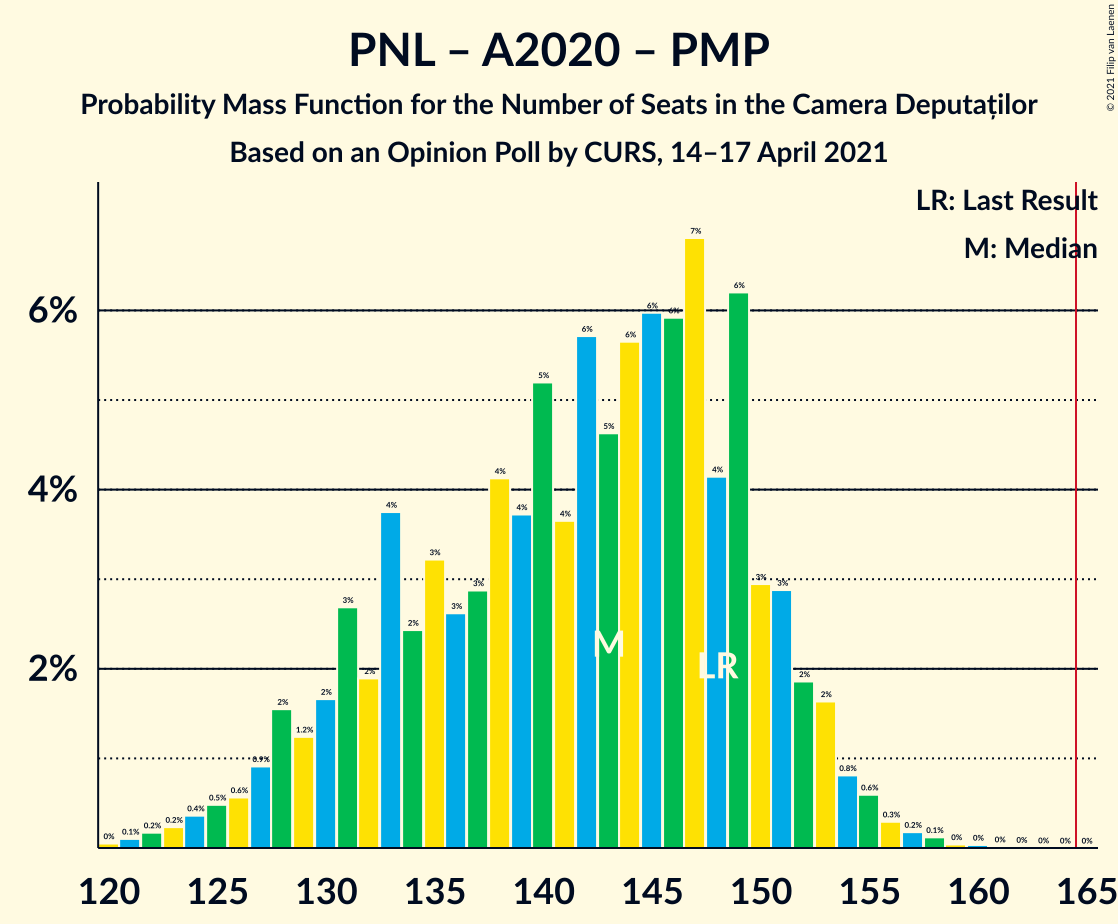 PNL – A2020 – PMP
Probability Mass Function for the Number of Seats in the Camera Deputaților
Based on an Opinion Poll by CURS, 14–17 April 2021
© 2021 Filip van Laenen
LR: Last Result
M: Median
6%
4%
2%
0% 0.1% 0.2% 0.2% 0.4% 0.5% 0.6% 0.9% 2% 1.2% 2% 3% 2% 4% 2% 3% 3% 3% 4% 4% 5% 4% 6% 5% 6% 6% 6% 7% 4% 6% 3% 3% 2% 2% 0.8% 0.6% 0.3% 0.2% 0.1% 0% 0% 0% 0% 0% 0% 0%
M
LR
120 125 130 135 140 145 150 155 160 165